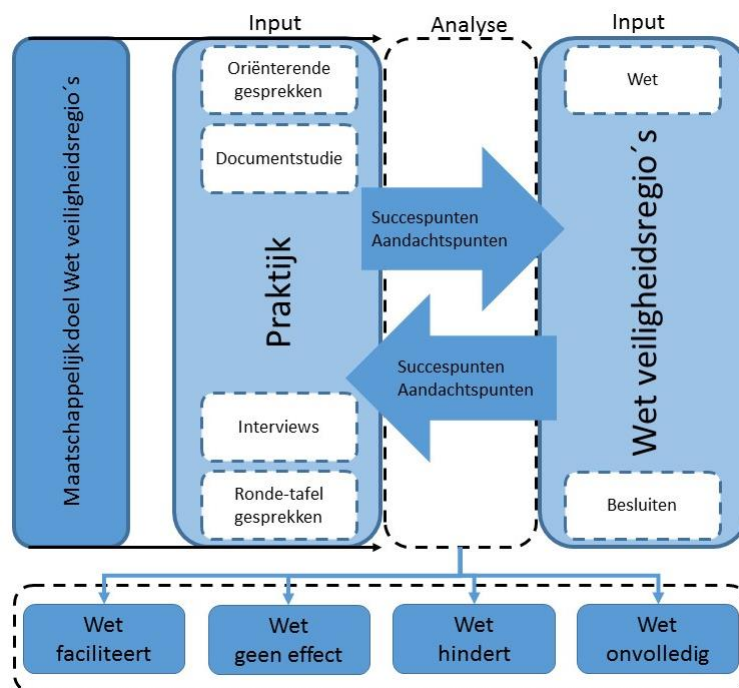 Input
Analyse
Input
Maatschappelijk doel Wet veiligheidsregio´s
Oriënterende
gesprekken
Documentstudie
Praktijk
Interviews
Ronde-tafel
gesprekken
Succespunten
Aandachtspunten
Succespunten
Aandachtspunten
Wet
Wet veiligheidsregio´s
Besluiten
Wet
faciliteert
Wet
geen effect
Wet
hindert
Wet
onvolledig